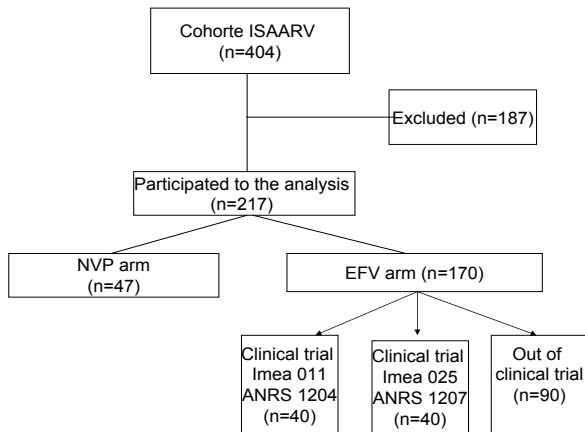 Cohorte ISAARV
(n=404)
Excluded (n=187)
Participated to the analysis
(n=217)
NVP arm
(n=47)
EFV arm (n=170)
Clinical trial
Imea 011
ANRS 1204
(n=40)
Clinical trial
Imea 025
ANRS 1207
(n=40)
Out of
clinical trial
(n=90)